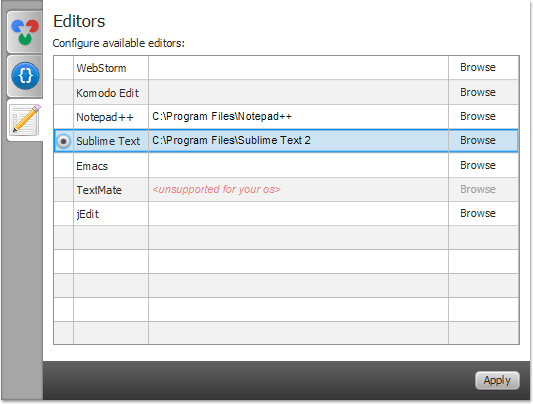 Editors
Configure available editors:
WebStorm Browse
Komodo Edit Browse
Notepad++ C:\Program Files\Notepad++ Browse
Sublime Text C:\Program Files\Sublime Text 2 Browse
Emacs Browse
TextMate <unsupported for your os> Browse
jEdit Browse
{}
Apply